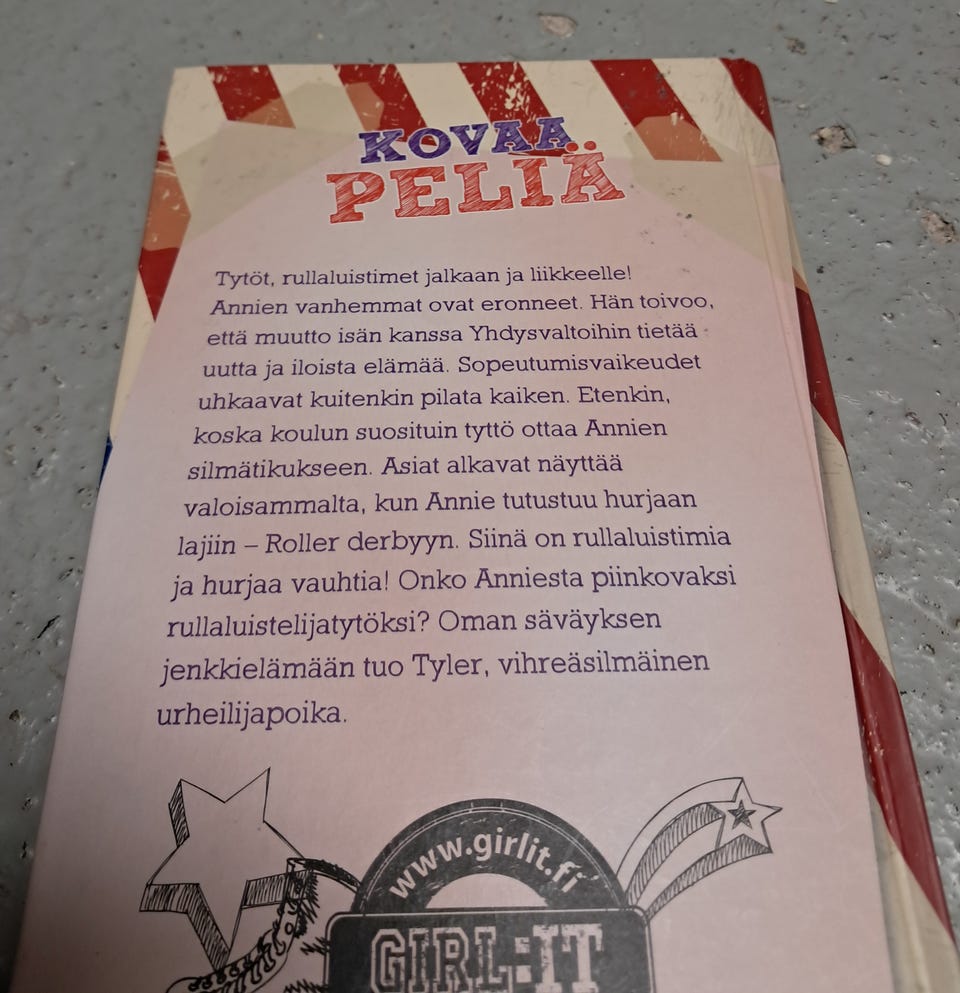 KOVAA
PELIÄ
Tytöt, rullaluistimet jalkaan ja liikkeelle!
Annien vanhemmat ovat eronneet. Hän toivoo,
että muutto isän kanssa Yhdysvaltoihin tietää
uutta ja iloista elämää. Sopeutumisvaikeudet
uhkaavat kuitenkin pilata kaiken. Etenkin,
koska koulun suosituin tyttö ottaa Annien
silmätikukseen. Asiat alkavat näyttää
valoisammalta, kun Annie tutustuu hurjaan
lajiin – Roller derbyyn. Siinä on rullaluistimia
ja hurjaa vauhtia! Onko Anniesta piinkovaksi
rullaluistelijatytöksi? Oman säväyksen
jenkkielämään tuo Tyler, vihreäsilmäinen
urheilijapoika.
www.girlit.fi
GIRL:IT